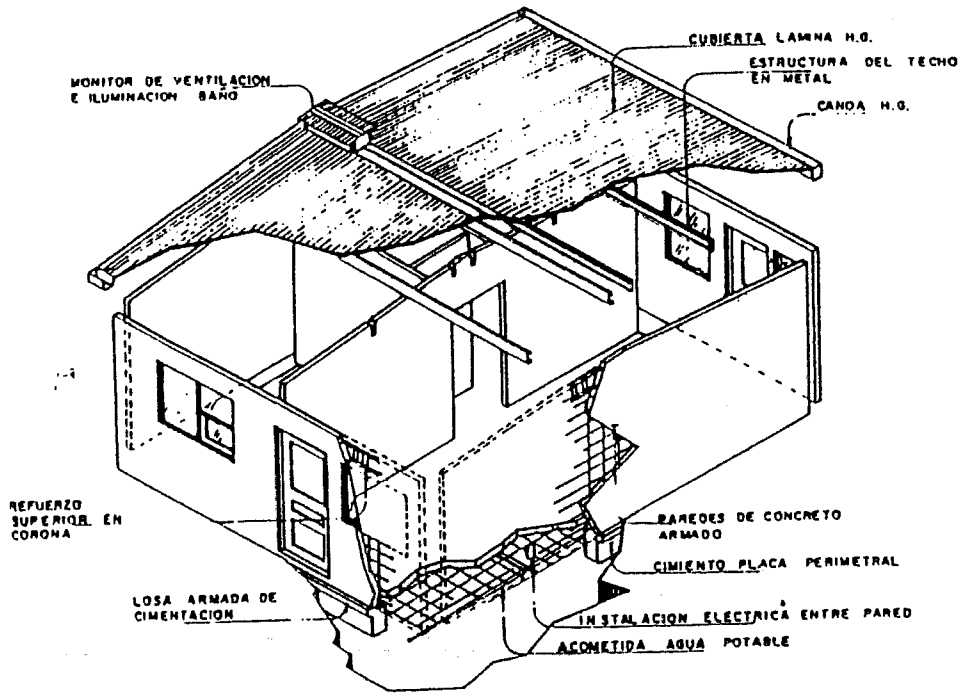 CUBIERTA LAMINA H.G.
ESTRUCTURA DEL TECHO
EN METAL
MONITOR DE VENTILACION
E ILUMINACION BAÑO
CANOA H.G.
REFUERZO
SUPERIOR EN
CORONA
PAREDES DE CONCRETO
ARMADO
CIMIENTO PLACA PERIMETRAL
LOSA ARMADA DE
CIMENTACION
INSTALACION ELECTRICA ENTRE PARED
ACOMETIDA AGUA POTABLE